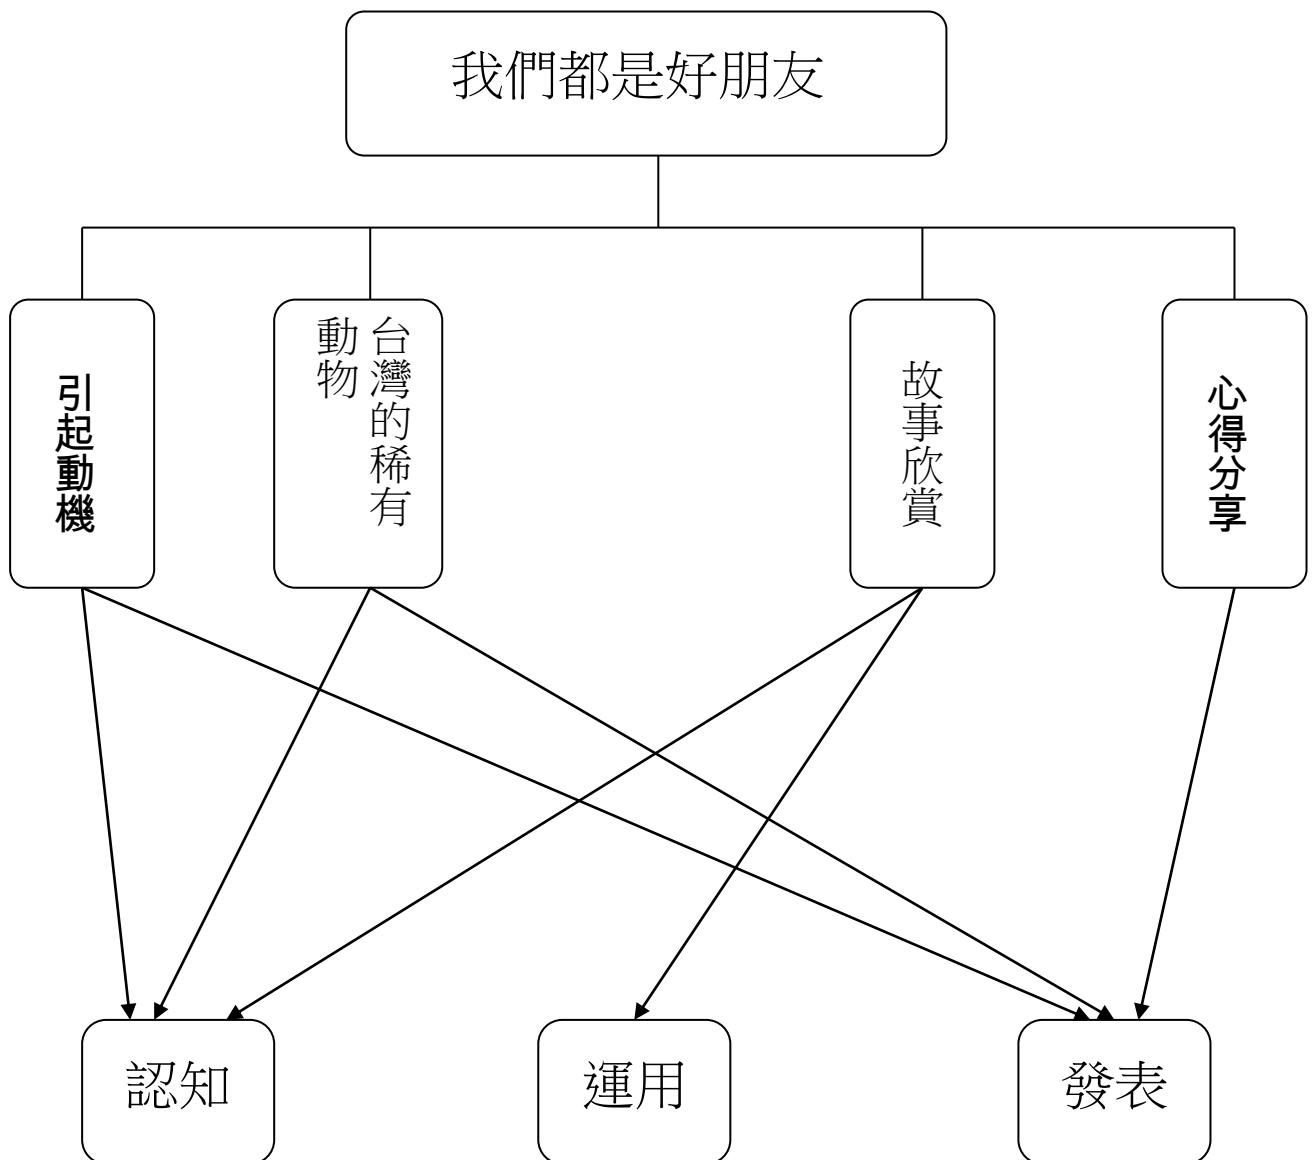 我們都是好朋友
引起動機
台灣的稀有
動物
故事欣賞
心得分享
認知
運用
發表